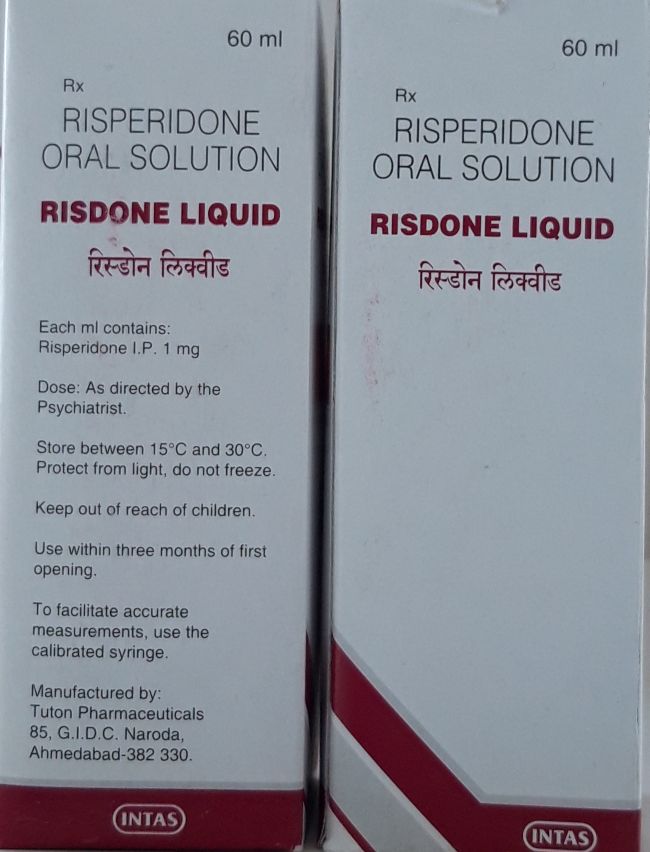 60 ml
Rx
RISPERIDONE
ORAL SOLUTION
RISDONE LIQUID
रिस्डोन लिक्वीड
Each ml contains:
Risperidone I.P. 1 mg
Dose: As directed by the
Psychiatrist.
Store between 15°C and 30°C.
Protect from light, do not freeze.
Keep out of reach of children.
Use within three months of first
opening.
To facilitate accurate
measurements, use the
calibrated syringe.
Manufactured by:
Tuton Pharmaceuticals
85, G.I.D.C. Naroda,
Ahmedabad-382 330.
INTAS
60 ml
Rx
RISPERIDONE
ORAL SOLUTION
RISDONE LIQUID
रिस्डोन लिक्वीड
INTAS